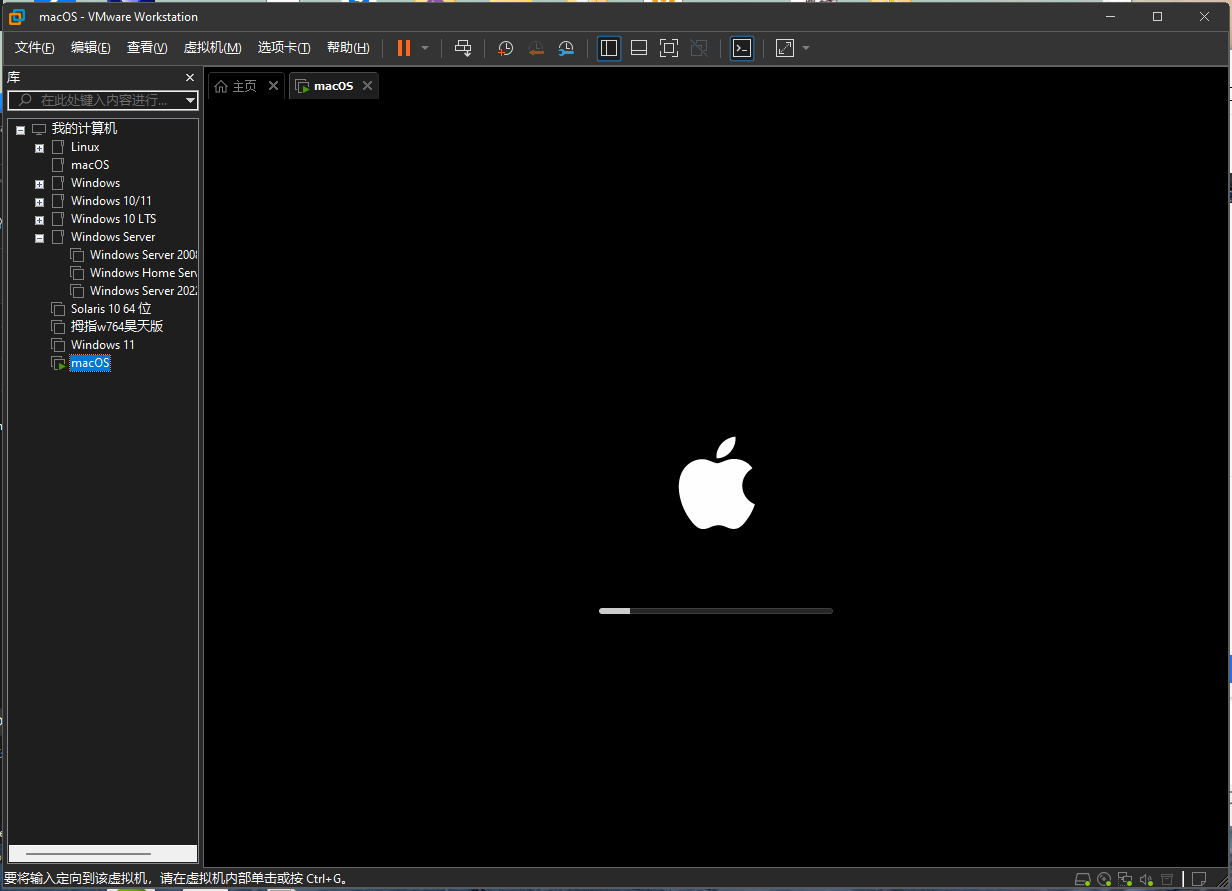 macOS - VMware Workstation
文件(F) 编辑(E) 查看(V) 虚拟机(M) 选项卡(T) 帮助(H)
库
主页
macOS
在此处键入内容进行...
我的计算机
Linux
macOS
Windows
Windows 10/11
Windows 10 LTS
Windows Server
Windows Server 2008
Windows Home Serv
Windows Server 2022
Solaris 10 64 位
拇指w764昊天版
Windows 11
macOS
要将输入定向到该虚拟机，请在虚拟机内部单击或按 Ctrl+G。